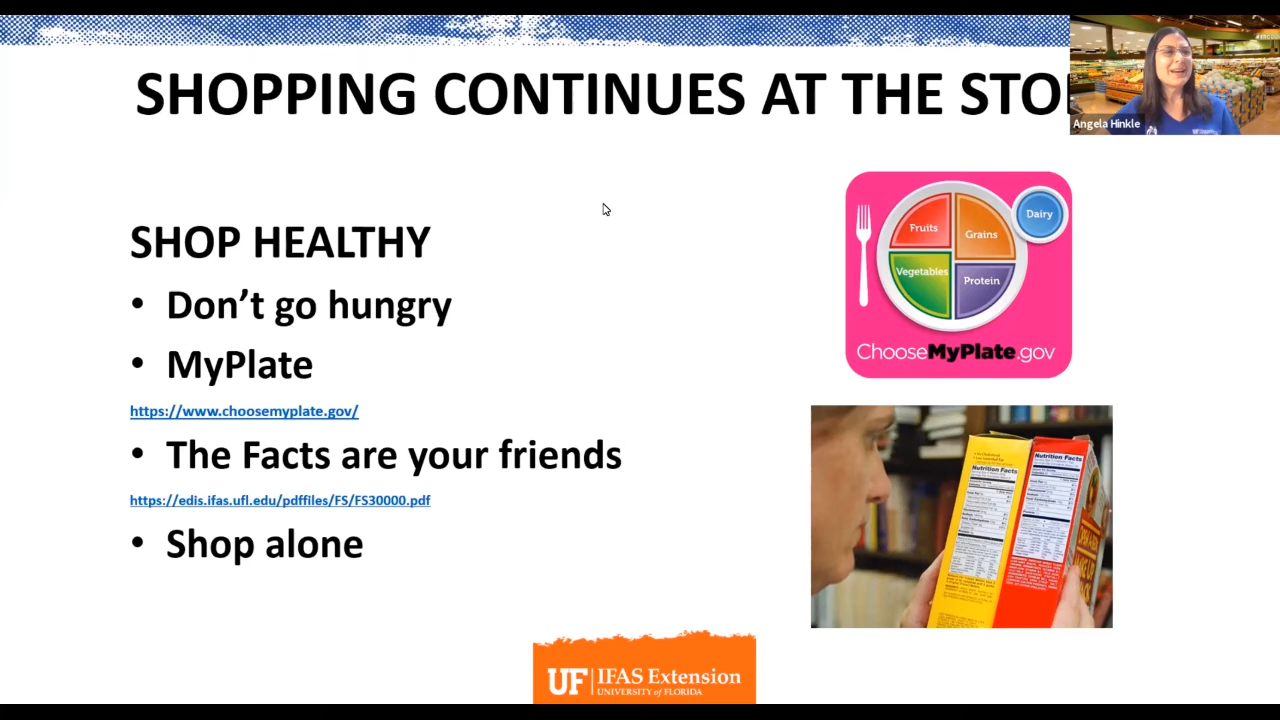 SHOPPING CONTINUES AT THE STO
Angela Hinkle
SHOP HEALTHY
• Don’t go hungry
• MyPlate
https://www.choosemyplate.gov/
• The Facts are your friends
https://edis.ifas.ufl.edu/pdffiles/FS/FS30000.pdf
• Shop alone
Fruits
Grains
Dairy
Vegetables
Protein
ChooseMyPlate.gov
Nutrition Facts
Nutrition Facts
UF IFAS Extension
UNIVERSITY of FLORIDA